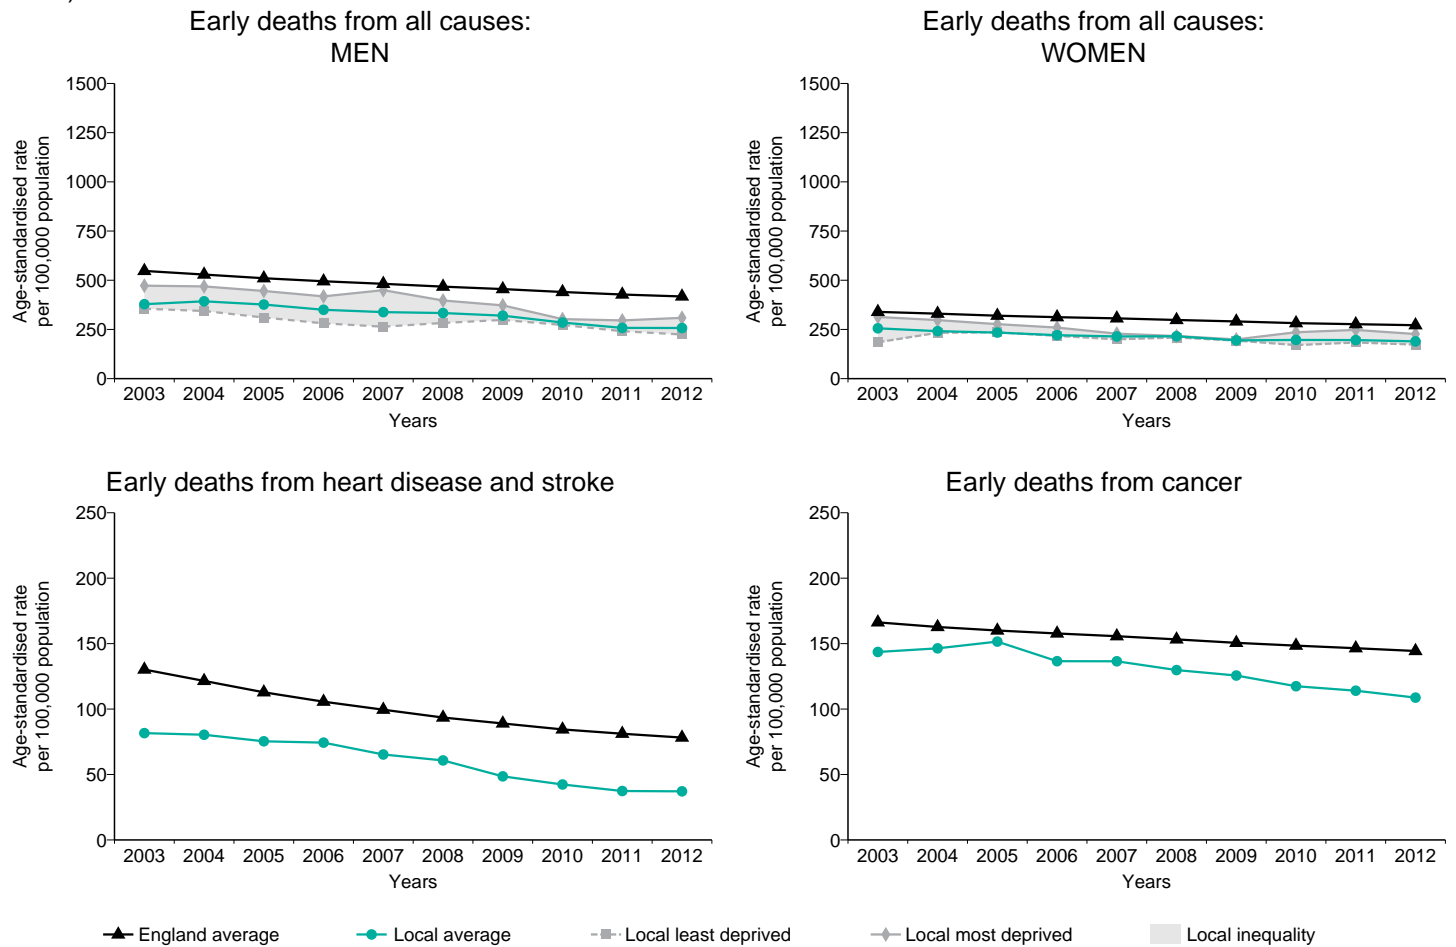 Early deaths from all causes:
MEN
Age-standardised rate
per 100,000 population
1500
1250
1000
750
500
250
0
2003 2004 2005 2006 2007 2008 2009 2010 2011 2012
Years
Early deaths from all causes:
WOMEN
Age-standardised rate
per 100,000 population
1500
1250
1000
750
500
250
0
2003 2004 2005 2006 2007 2008 2009 2010 2011 2012
Years
Early deaths from heart disease and stroke
Age-standardised rate
per 100,000 population
250
200
150
100
50
0
2003 2004 2005 2006 2007 2008 2009 2010 2011 2012
Years
Early deaths from cancer
Age-standardised rate
per 100,000 population
250
200
150
100
50
0
2003 2004 2005 2006 2007 2008 2009 2010 2011 2012
Years
England average
Local average
Local least deprived
Local most deprived
Local inequality